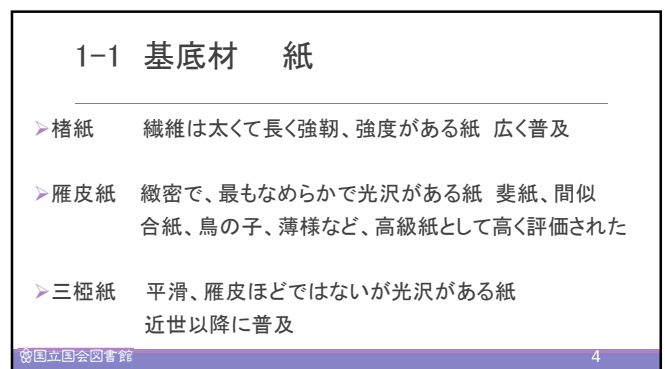 1-1 基底材 紙
➢楮紙 繊維は太くて長く強靭、強度がある紙 広く普及
➢雁皮紙 緻密で、最もなめらかで光沢がある紙 斐紙、間似
合紙、鳥の子、薄様など、高級紙として高く評価された
➢三椏紙 平滑、雁皮ほどではないが光沢がある紙
近世以降に普及
国立国会図書館 4